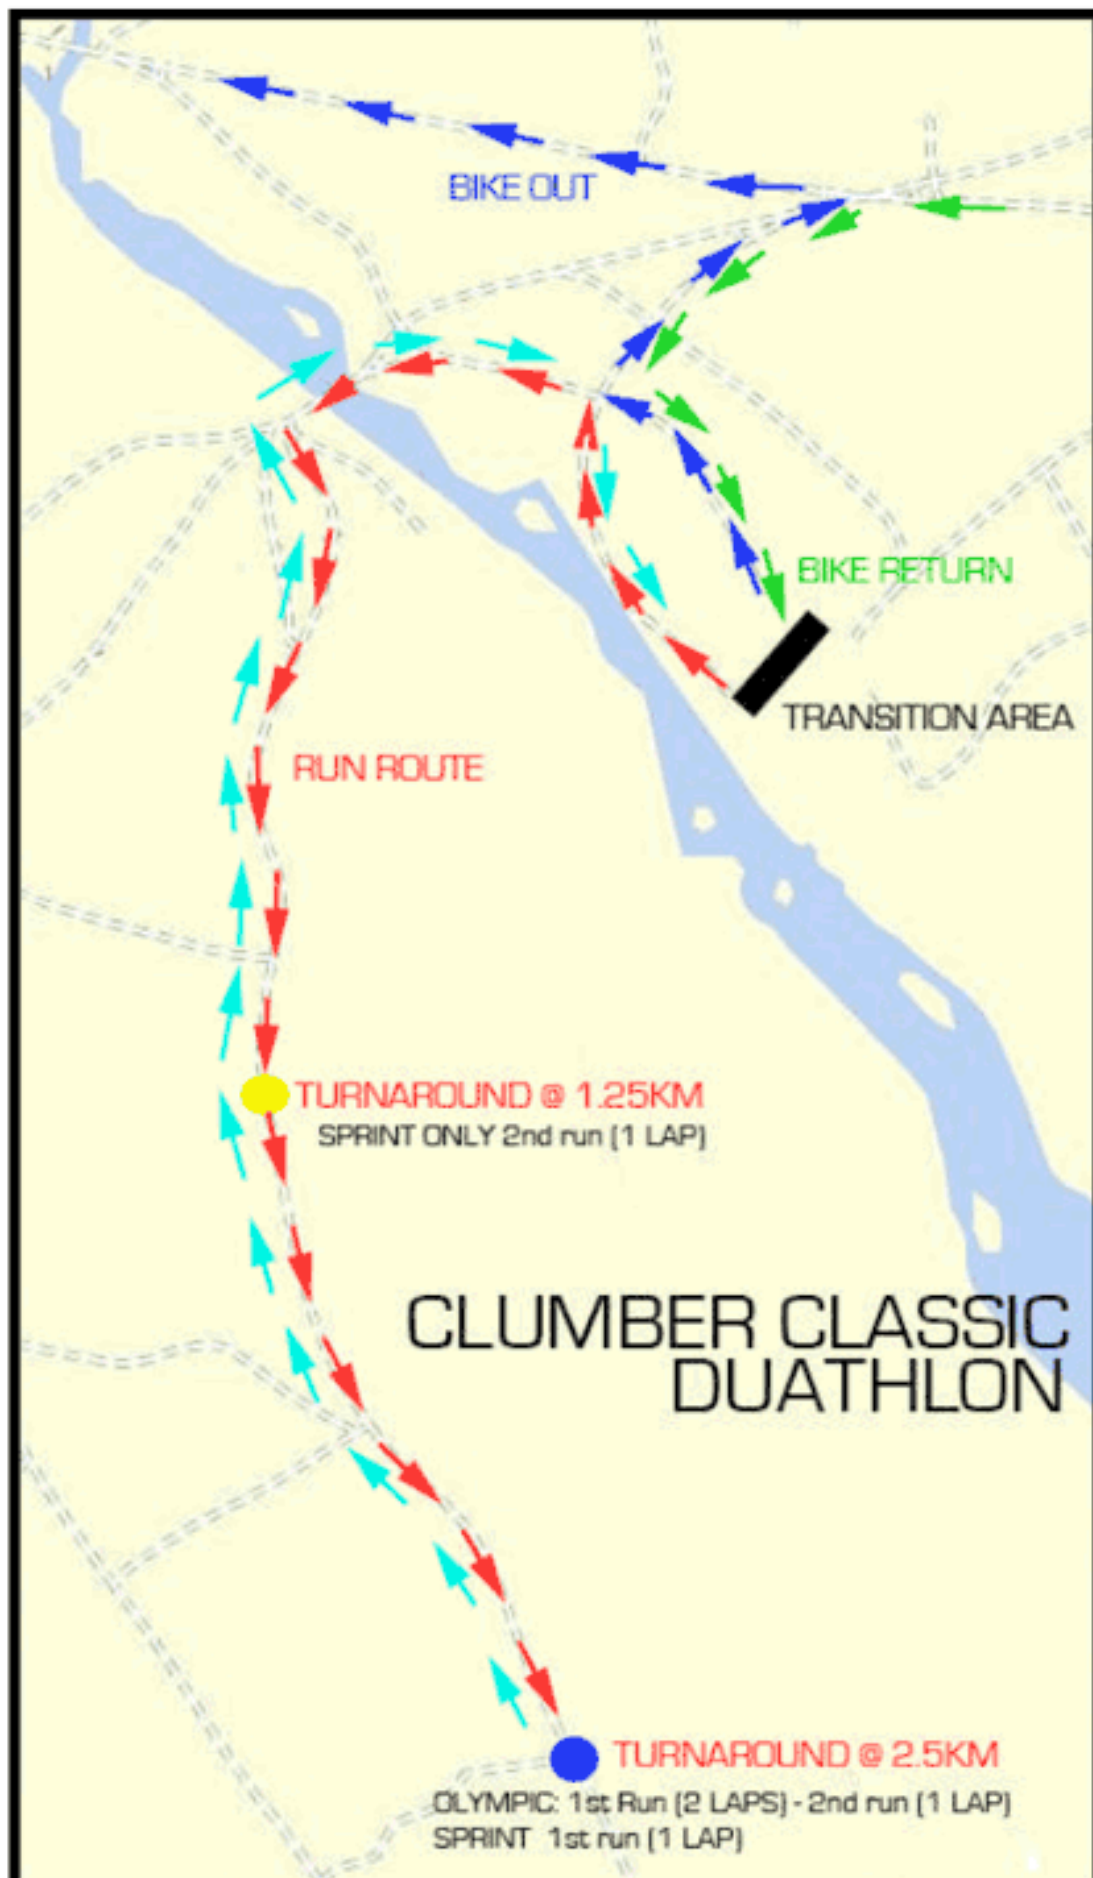 BIKE OUT
BIKE RETURN
TRANSITION AREA
RUN ROUTE
TURNAROUND @ 1.25KM
SPRINT ONLY 2nd run (1 LAP)
CLUMBER CLASSIC
DUATHLON
TURNAROUND @ 2.5KM
OLYMPIC: 1st Run (2 LAPS) - 2nd run (1 LAP)
SPRINT 1st run (1 LAP)